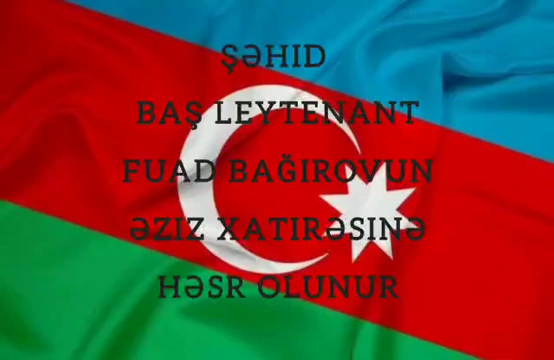 ŞƏHID
BAŞ LEYTENANT
FUAD BAĞIROVUN
ƏZIZ XATIRƏSINƏ
HƏSR OLUNUR